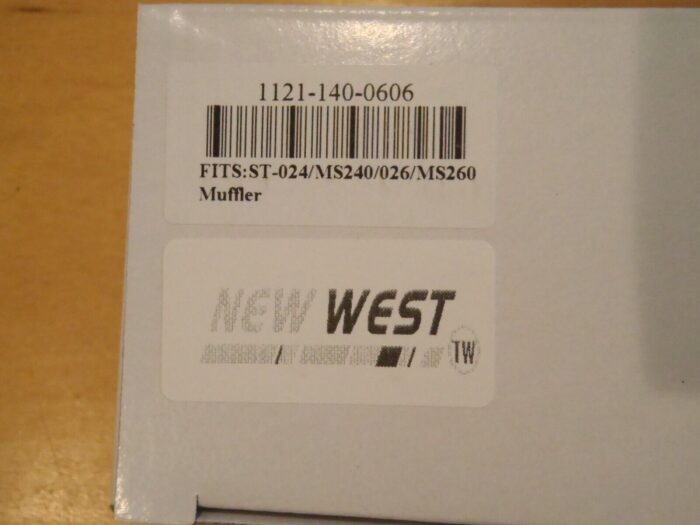 1121-140-0606
FITS:ST-024/MS240/026/MS260
Muffler
NEW WEST
TW